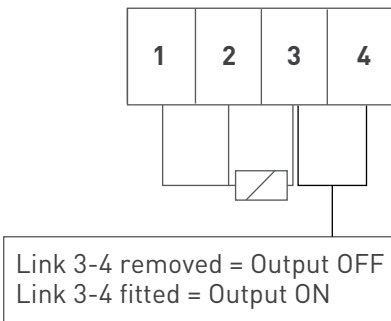 1 2 3 4
Link 3-4 removed = Output OFF
Link 3-4 fitted = Output ON